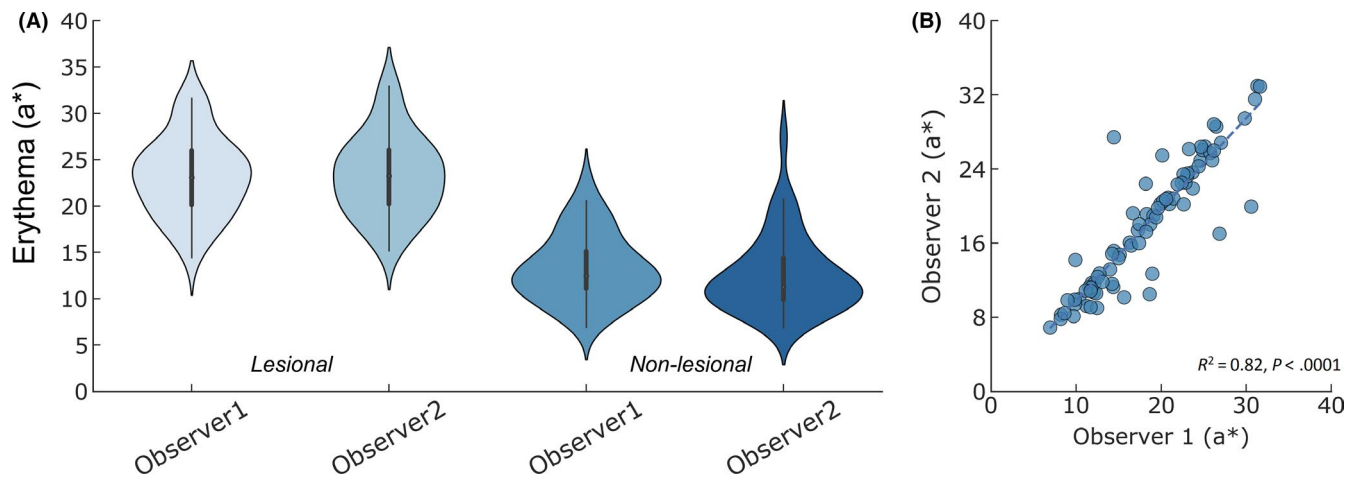 (A)
Erythema (a*)
40
35
30
25
20
15
10
5
0
Lesional
Non-lesional
Observer1
Observer2
Observer1
Observer2
(B)
Observer 2 (a*)
40
32
24
16
8
0
R² = 0.82, P < .0001
0
10
20
30
40
Observer 1 (a*)